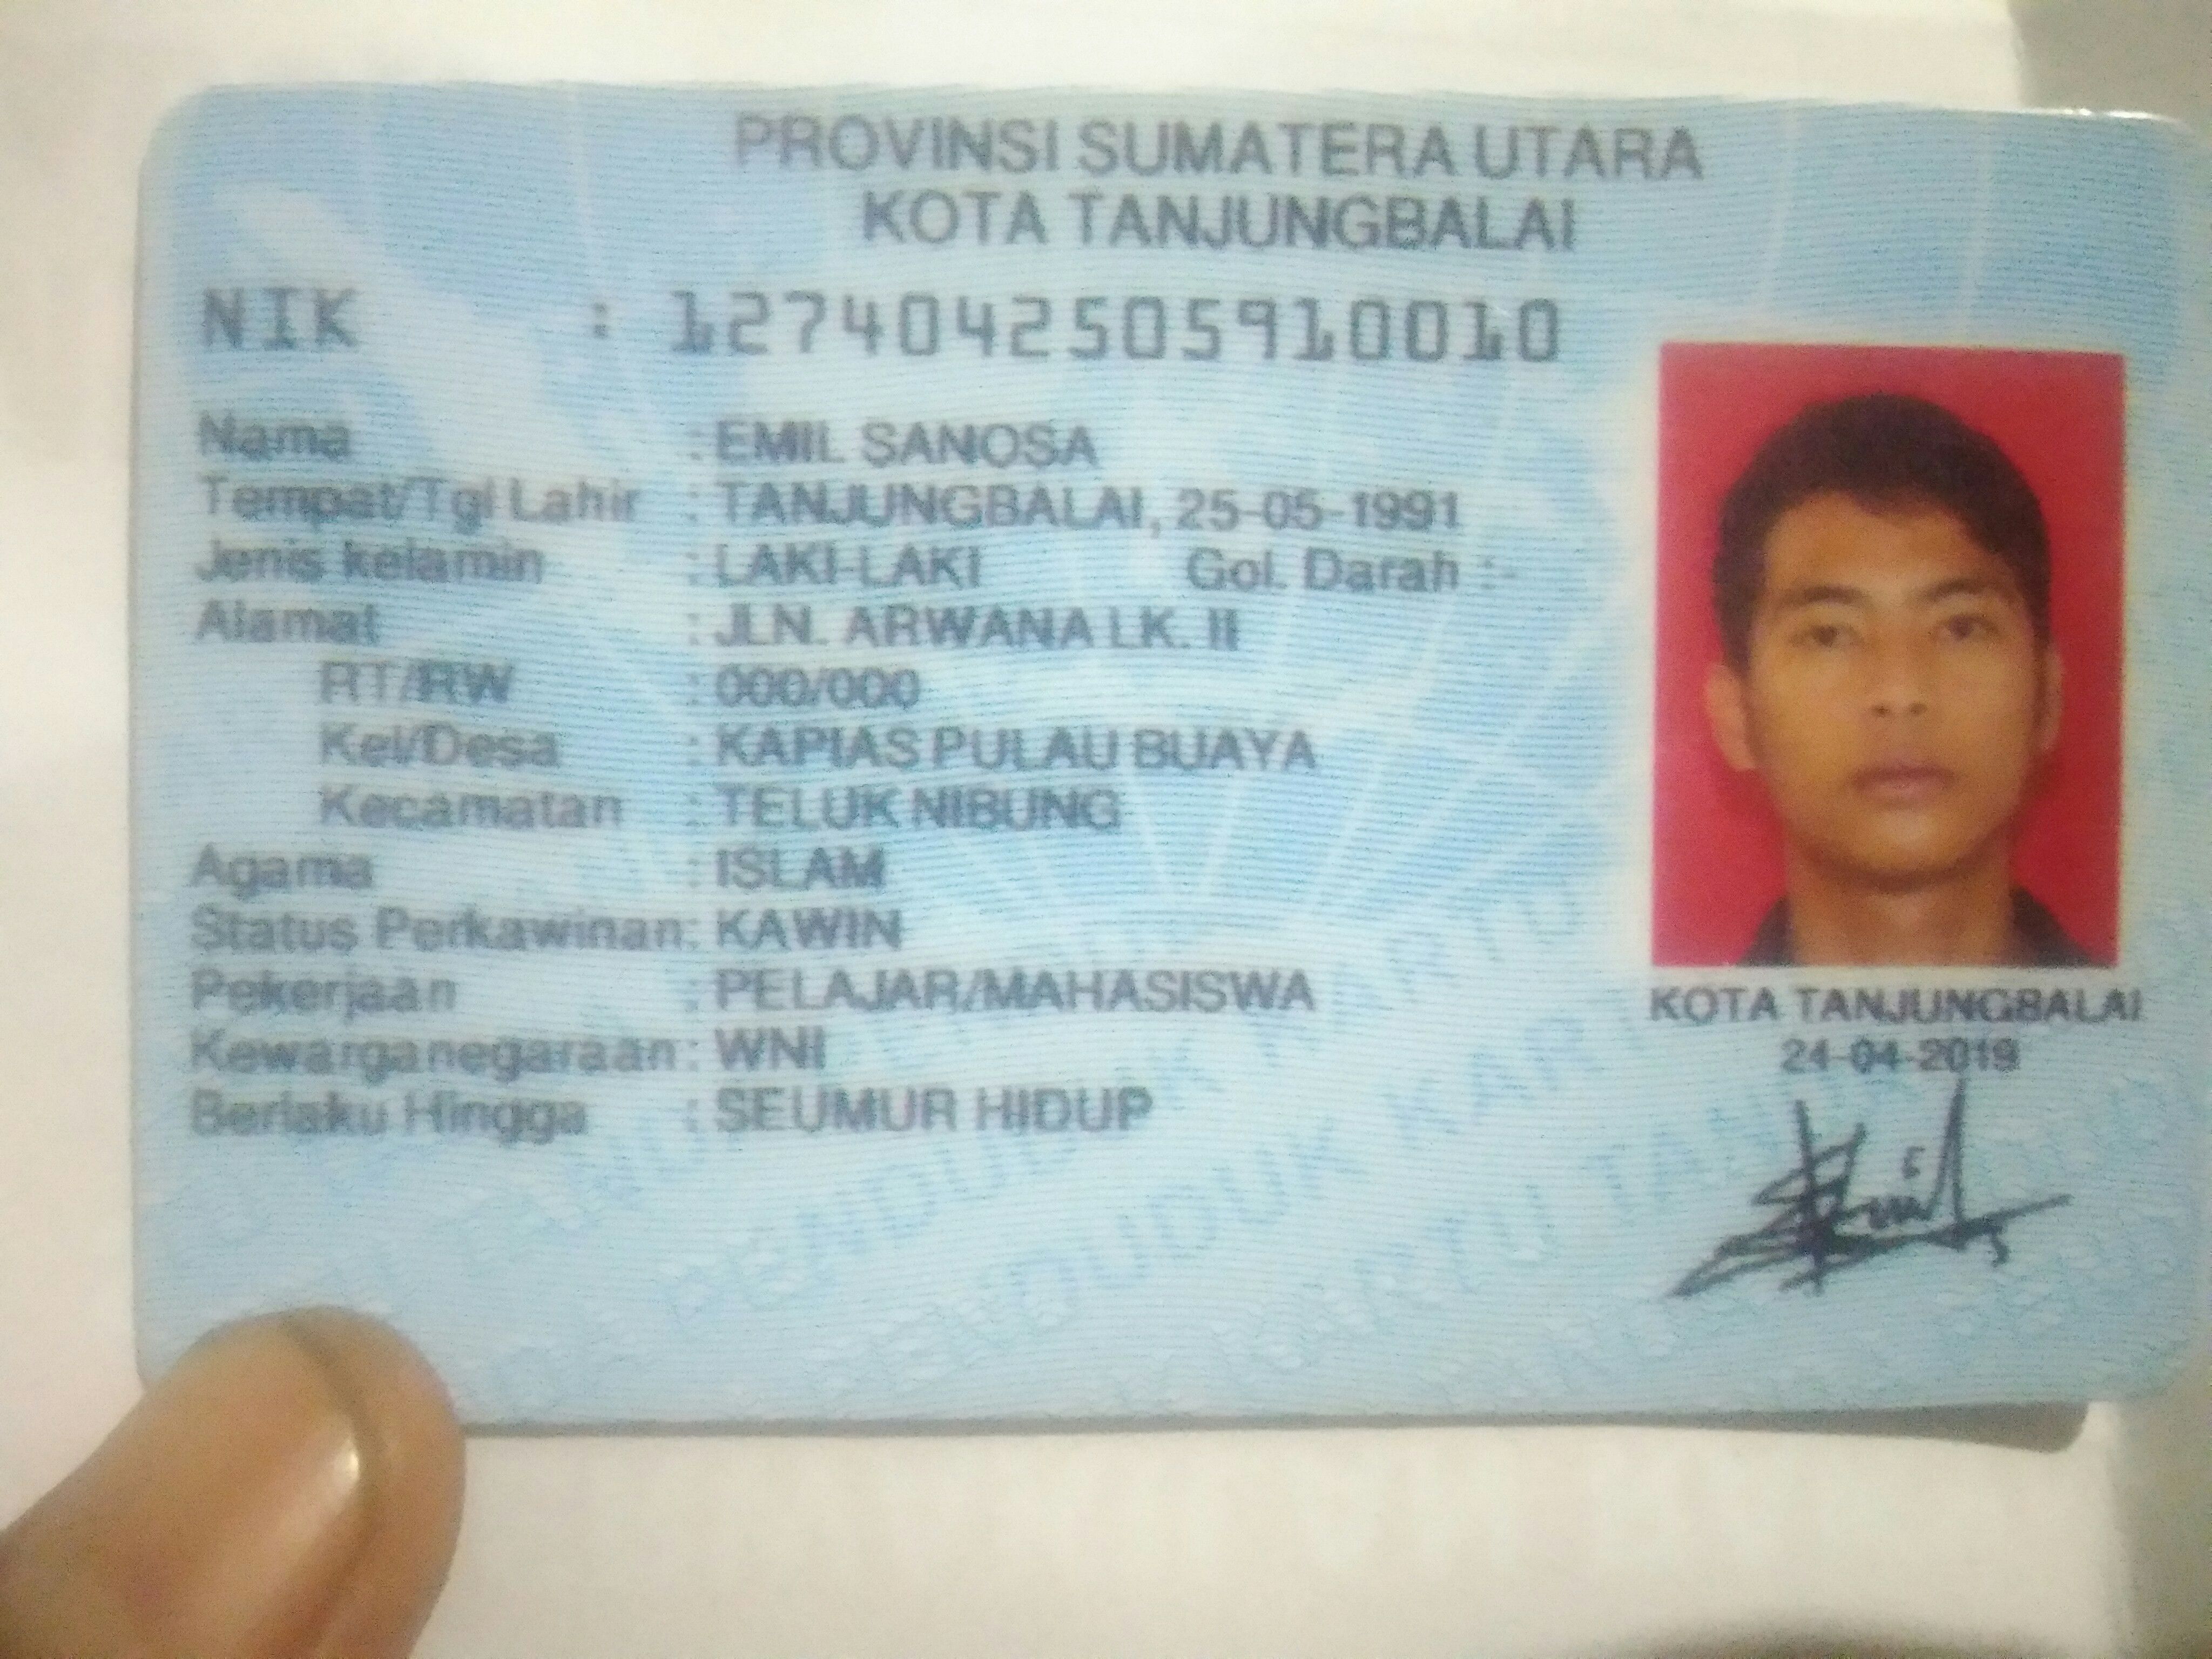 PROVINSI SUMATERA UTARA
KOTA TANJUNGBALAI
NIK : 1274042505910010
Nama : EMIL SANOSA
Tempat/Tgl Lahir : TANJUNGBALAI, 25-05-1991
Jenis kelamin : LAKI-LAKI Gol. Darah :-
Alamat : JLN. ARWANA LK. II
RT/RW : 000/000
Kel/Desa : KAPIAS PULAU BUAYA
Kecamatan : TELUK NIBUNG
Agama : ISLAM
Status Perkawinan: KAWIN
Pekerjaan : PELAJAR/MAHASISWA
Kewarganegaraan: WNI
Berlaku Hingga : SEUMUR HIDUP
KOTA TANJUNGBALAI
24-04-2019